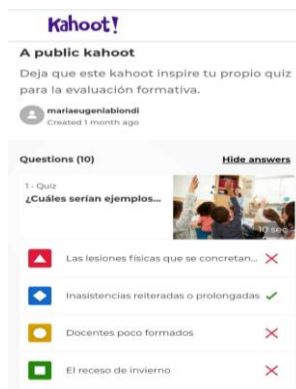 Kahoot!
A public kahoot
Deja que este kahoot inspire tu propio quiz
para la evaluación formativa.
mariaeugeniabiondi
Created 1 month ago
Questions (10)
Hide answers
1 - Quiz
¿Cuáles serían ejemplos...
10 sec
Las lesiones físicas que se concretan...
Inasistencias reiteradas o prolongadas
Docentes poco formados
El receso de invierno